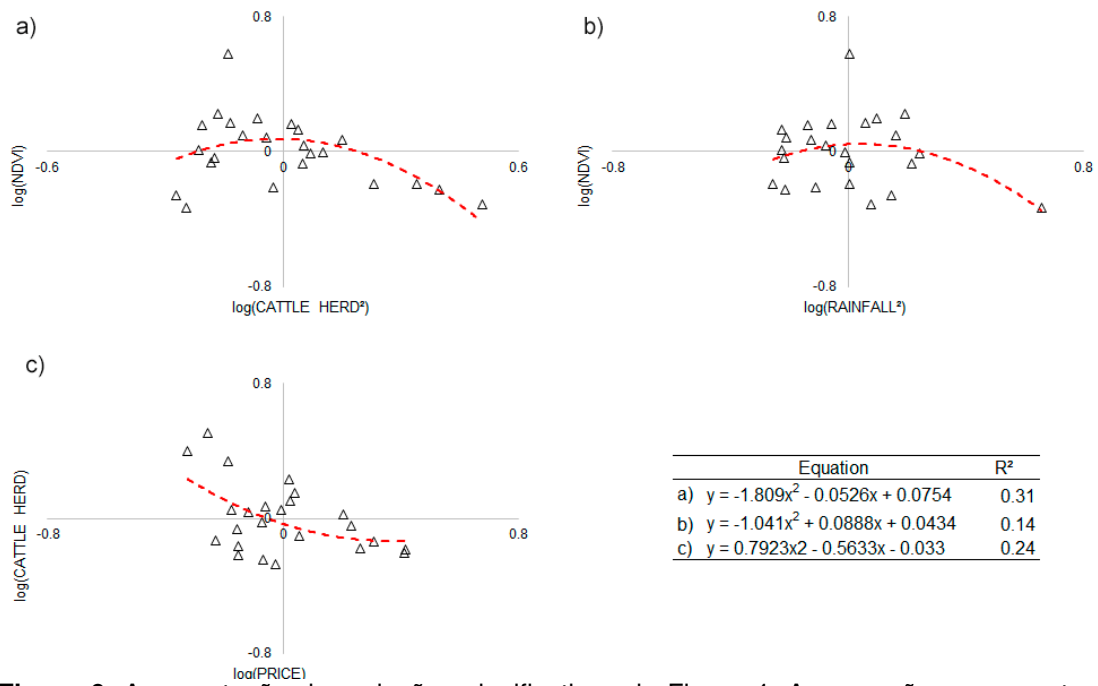 a)
0.8
log(NDVI)
-0.6
0
0.6
-0.8
log(CATTLE HERD²)
b)
0.8
log(NDVI)
-0.8
0
0.8
-0.8
log(RAINFALL²)
c)
0.8
log(CATTLE HERD)
-0.8
0
0
0.8
-0.8
log(PRICE)
Equation R²
a) y = -1.809x² - 0.0526x + 0.0754 0.31
b) y = -1.041x² + 0.0888x + 0.0434 0.14
c) y = 0.7923x2 - 0.5633x - 0.033 0.24